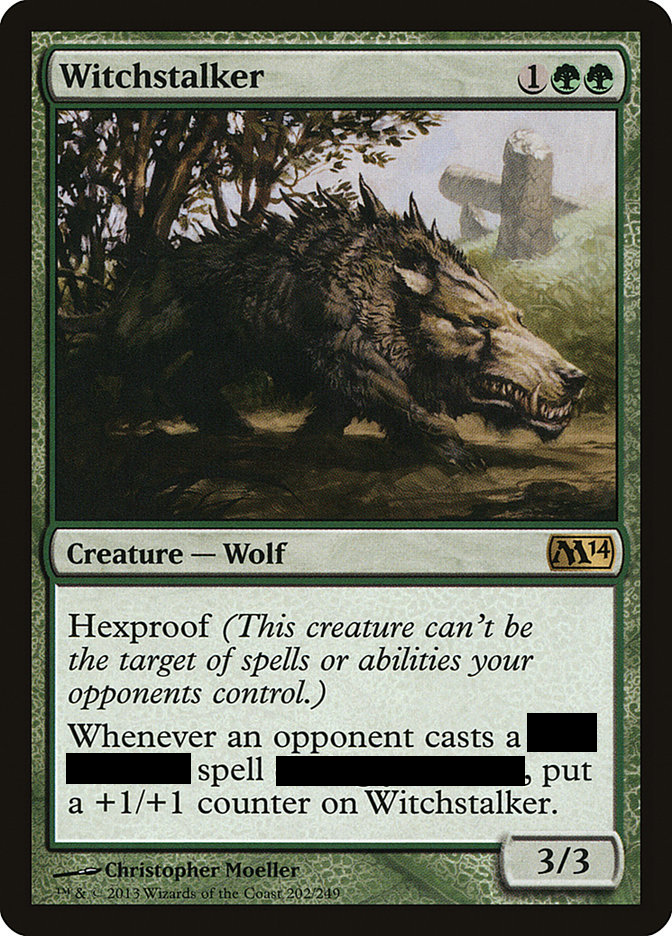 Witchstalker 1
Creature — Wolf M14
Hexproof (This creature can't be
the target of spells or abilities your
opponents control.)
Whenever an opponent casts a
spell , put
a +1/+1 counter on Witchstalker.
3/3
Christopher Moeller
™ & © 2013 Wizards of the Coast 202/249